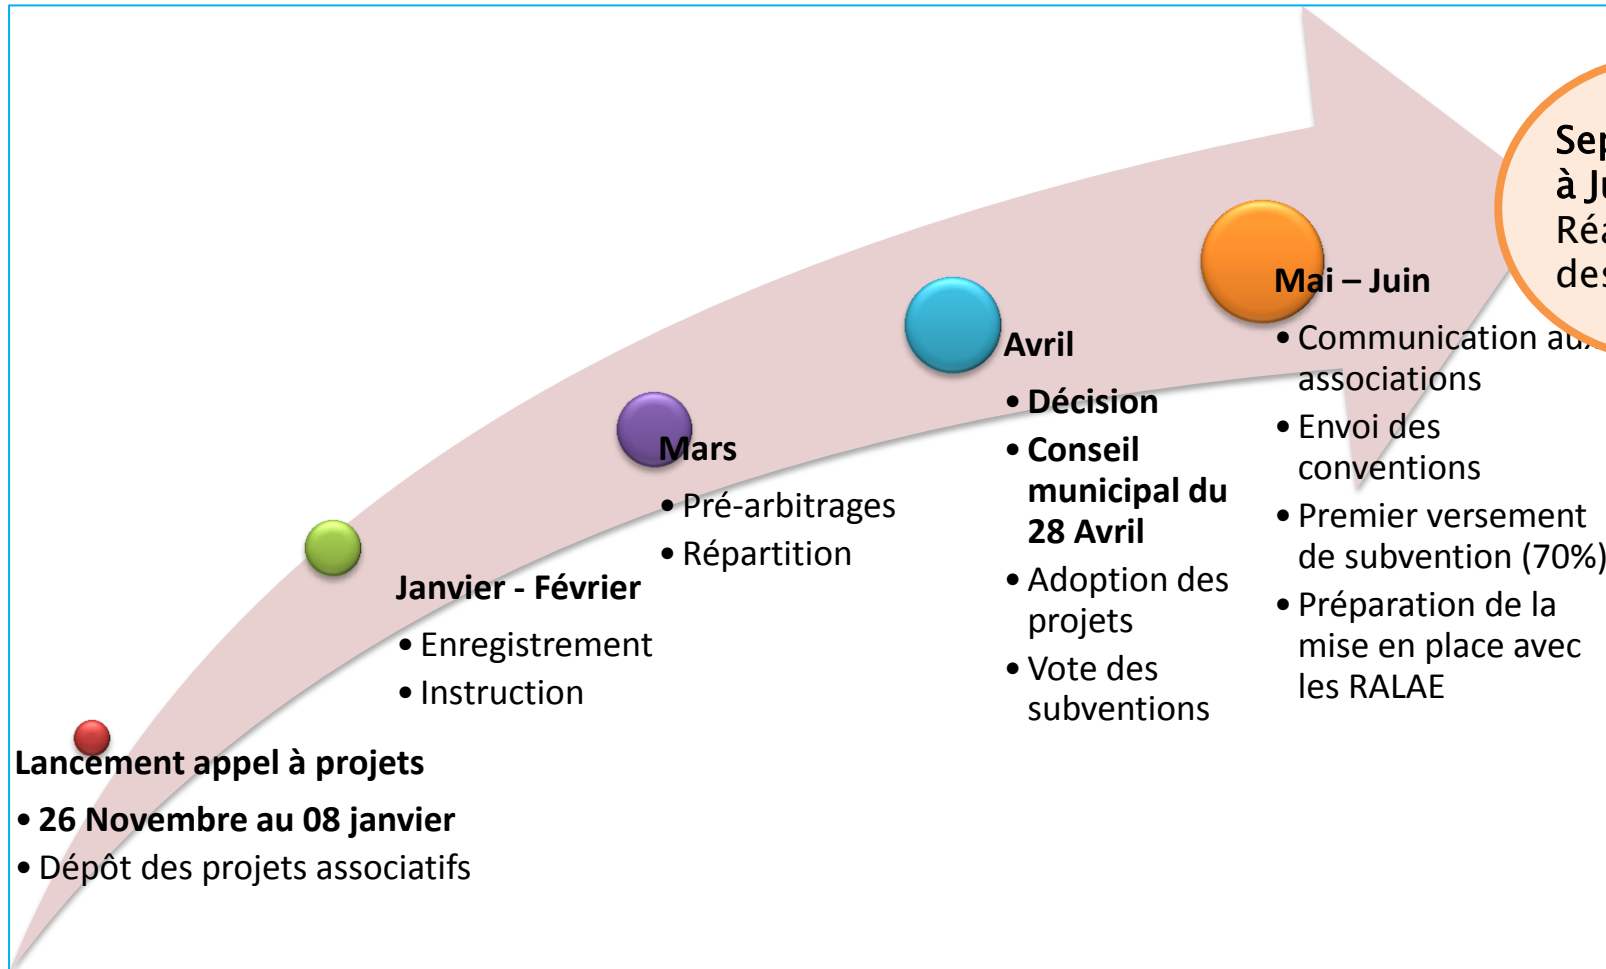 Lancement appel à projets
• 26 Novembre au 08 janvier
• Dépôt des projets associatifs
Janvier - Février
• Enregistrement
• Instruction
Mars
• Pré-arbitrages
• Répartition
Avril
• Décision
• Conseil
municipal du
28 Avril
• Adoption des
projets
• Vote des
subventions
Mai – Juin
• Communication aux
associations
• Envoi des
conventions
• Premier versement
de subvention (70%)
• Préparation de la
mise en place avec
les RALAE
à